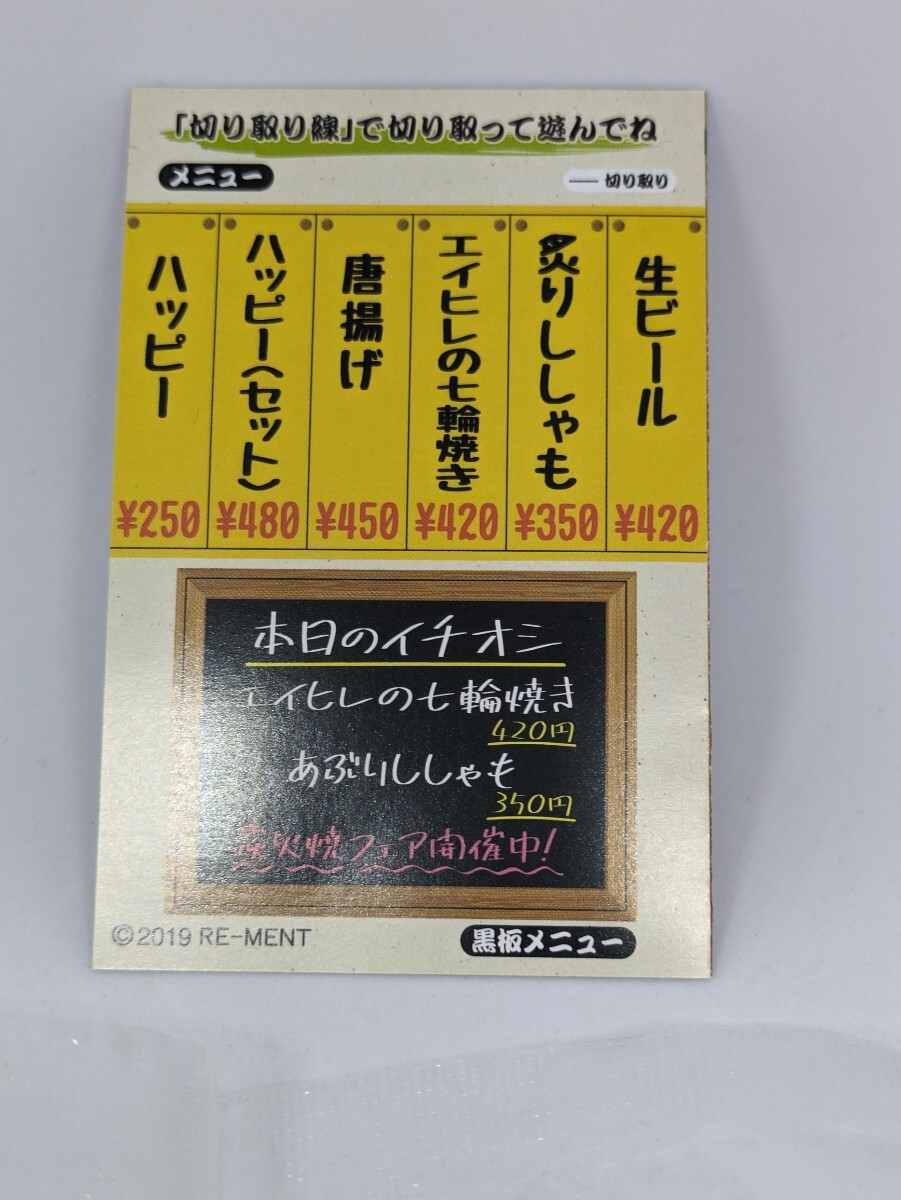 「切り取り線」で切り取って遊んでね
メニュー
切り取り
生ビール
¥420
炙りししゃも
¥350
エイヒレの七輪焼き
¥420
唐揚げ
¥450
ハッピー(セット)
¥480
ハッピー
¥250
本日のイチオシ
エイヒレの七輪焼き
420円
あぶりししゃも
350円
炭火焼フェア開催中!
©2019 RE-MENT
黒板メニュー